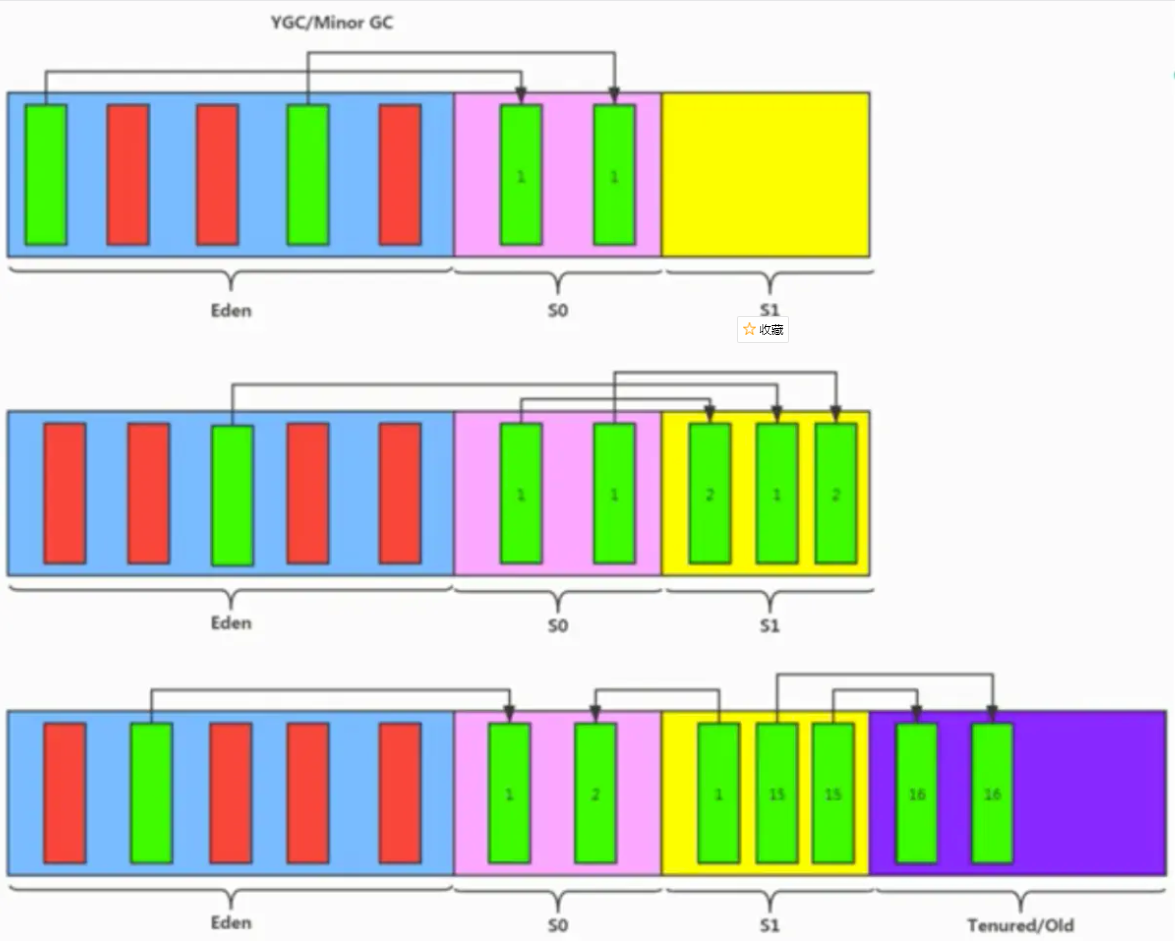 YGC/Minor GC
1 1
Eden S0 S1
收藏
1 1 2 1 2
Eden S0 S1
1 2 1 15 15 16 16
Eden S0 S1 Tenured/Old